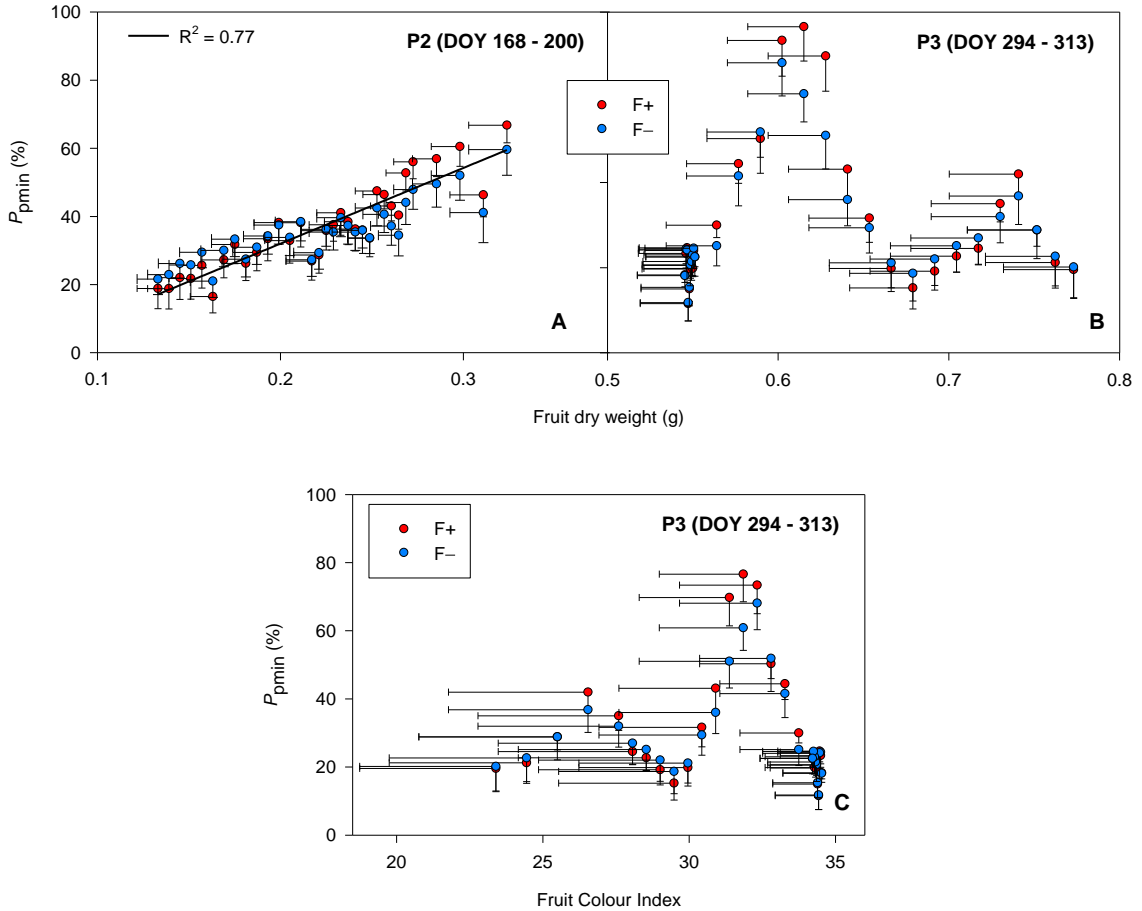 R² = 0.77
P2 (DOY 168 - 200)
P3 (DOY 294 - 313)
F+
F–
A
B
Ppmin (%)
100
80
60
40
20
0
0.1 0.2 0.3 0.5 0.6 0.7 0.8
Fruit dry weight (g)
F+
F–
P3 (DOY 294 - 313)
C
Ppmin (%)
100
80
60
40
20
0
20 25 30 35
Fruit Colour Index